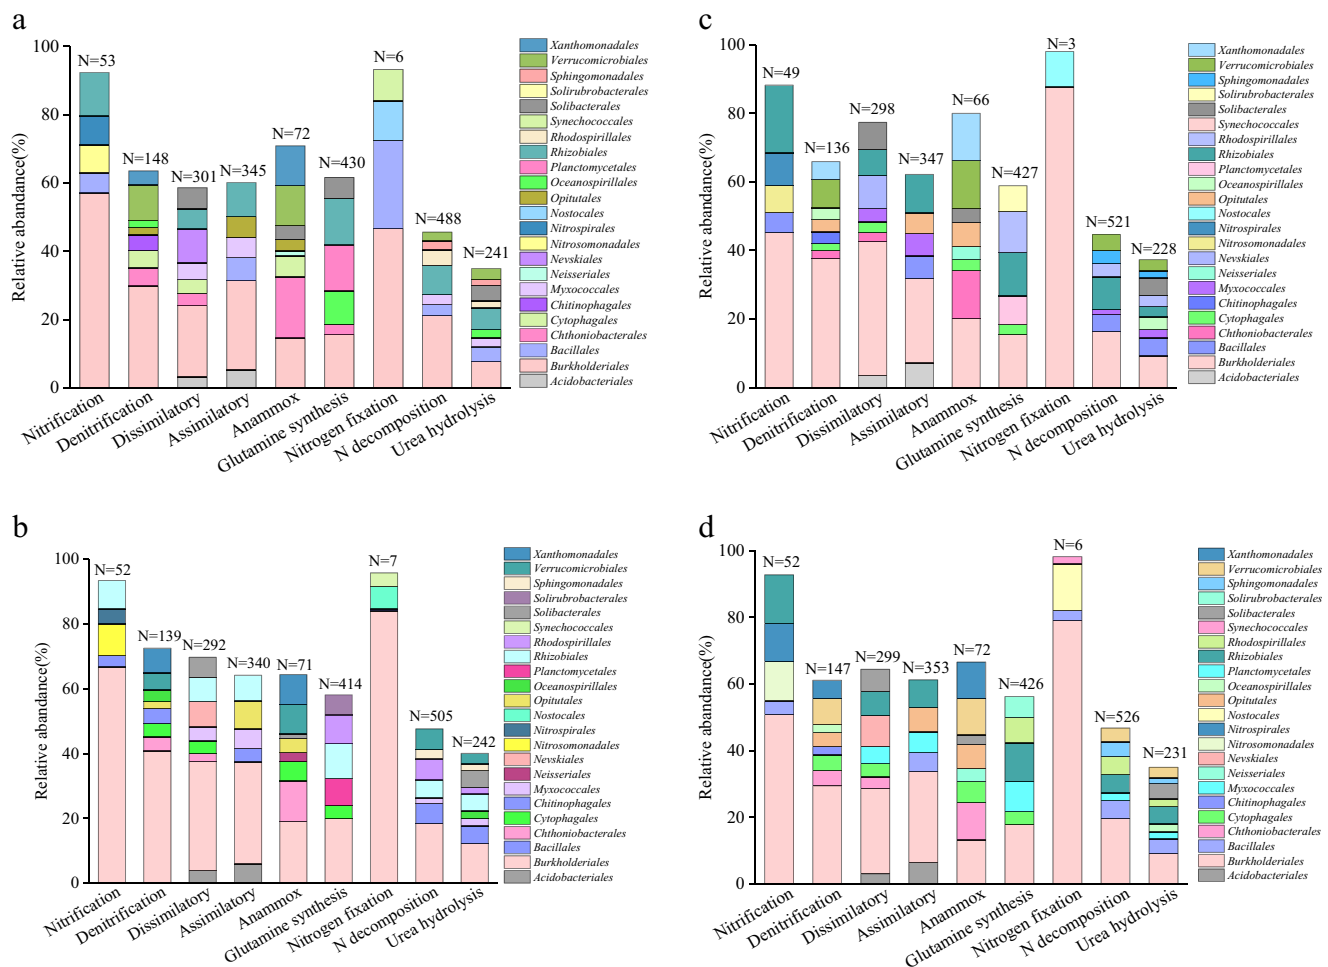 a
Relative abundance(%)
100
80
60
40
20
0
N=53
N=148
N=301
N=345
N=72
N=430
N=6
N=488
N=241
Nitrification
Denitrification
Dissimilatory
Assimilatory
Anammox
Glutamine synthesis
Nitrogen fixation
N decomposition
Urea hydrolysis
Xanthomonadales
Verrucomicrobiales
Sphingomonadales
Solirubrobacterales
Solibacterales
Synechococcales
Rhodospirillales
Rhizobiales
Planctomycetales
Oceanospirillales
Opitutales
Nostocales
Nitrospirales
Nitrosomonadales
Nevskiales
Neisseriales
Myxococcales
Chitinophagales
Cytophagales
Chthoniobacterales
Bacillales
Burkholderiales
Acidobacteriales
c
Relative abundance(%)
100
80
60
40
20
0
N=49
N=136
N=298
N=347
N=66
N=427
N=3
N=521
N=228
Nitrification
Denitrification
Dissimilatory
Assimilatory
Anammox
Glutamine synthesis
Nitrogen fixation
N decomposition
Urea hydrolysis
Xanthomonadales
Verrucomicrobiales
Sphingomonadales
Solirubrobacterales
Solibacterales
Synechococcales
Rhodospirillales
Rhizobiales
Planctomycetales
Oceanospirillales
Opitutales
Nostocales
Nitrospirales
Nitrosomonadales
Nevskiales
Neisseriales
Myxococcales
Chitinophagales
Cytophagales
Chthoniobacterales
Bacillales
Burkholderiales
Acidobacteriales
b
Relative abundance(%)
100
80
60
40
20
0
N=52
N=139
N=292
N=340
N=71
N=414
N=7
N=505
N=242
Nitrification
Denitrification
Dissimilatory
Assimilatory
Anammox
Glutamine synthesis
Nitrogen fixation
N decomposition
Urea hydrolysis
Xanthomonadales
Verrucomicrobiales
Sphingomonadales
Solirubrobacterales
Solibacterales
Synechococcales
Rhodospirillales
Rhizobiales
Planctomycetales
Oceanospirillales
Opitutales
Nostocales
Nitrospirales
Nitrosomonadales
Nevskiales
Neisseriales
Myxococcales
Chitinophagales
Cytophagales
Chthoniobacterales
Bacillales
Burkholderiales
Acidobacteriales
d
Relative abundance(%)
100
80
60
40
20
0
N=52
N=147
N=299
N=353
N=72
N=426
N=6
N=526
N=231
Nitrification
Denitrification
Dissimilatory
Assimilatory
Anammox
Glutamine synthesis
Nitrogen fixation
N decomposition
Urea hydrolysis
Xanthomonadales
Verrucomicrobiales
Sphingomonadales
Solirubrobacterales
Solibacterales
Synechococcales
Rhodospirillales
Rhizobiales
Planctomycetales
Oceanospirillales
Opitutales
Nostocales
Nitrospirales
Nitrosomonadales
Nevskiales
Neisseriales
Myxococcales
Chitinophagales
Cytophagales
Chthoniobacterales
Bacillales
Burkholderiales
Acidobacteriales